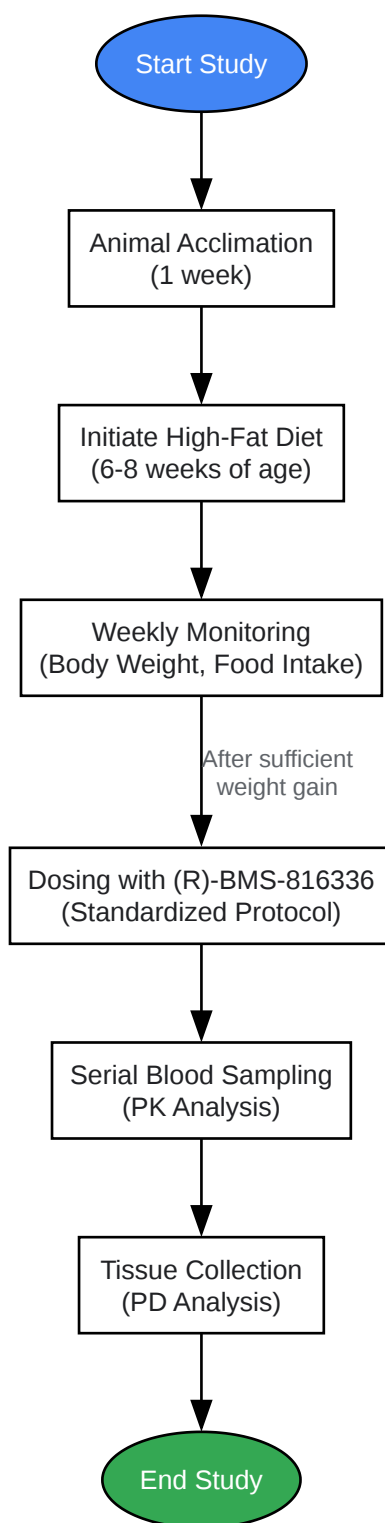 Start Study
Animal Acclimation
(1 week)
Initiate High-Fat Diet
(6-8 weeks of age)
Weekly Monitoring
(Body Weight, Food Intake)
After sufficient
weight gain
Dosing with (R)-BMS-816336
(Standardized Protocol)
Serial Blood Sampling
(PK Analysis)
Tissue Collection
(PD Analysis)
End Study